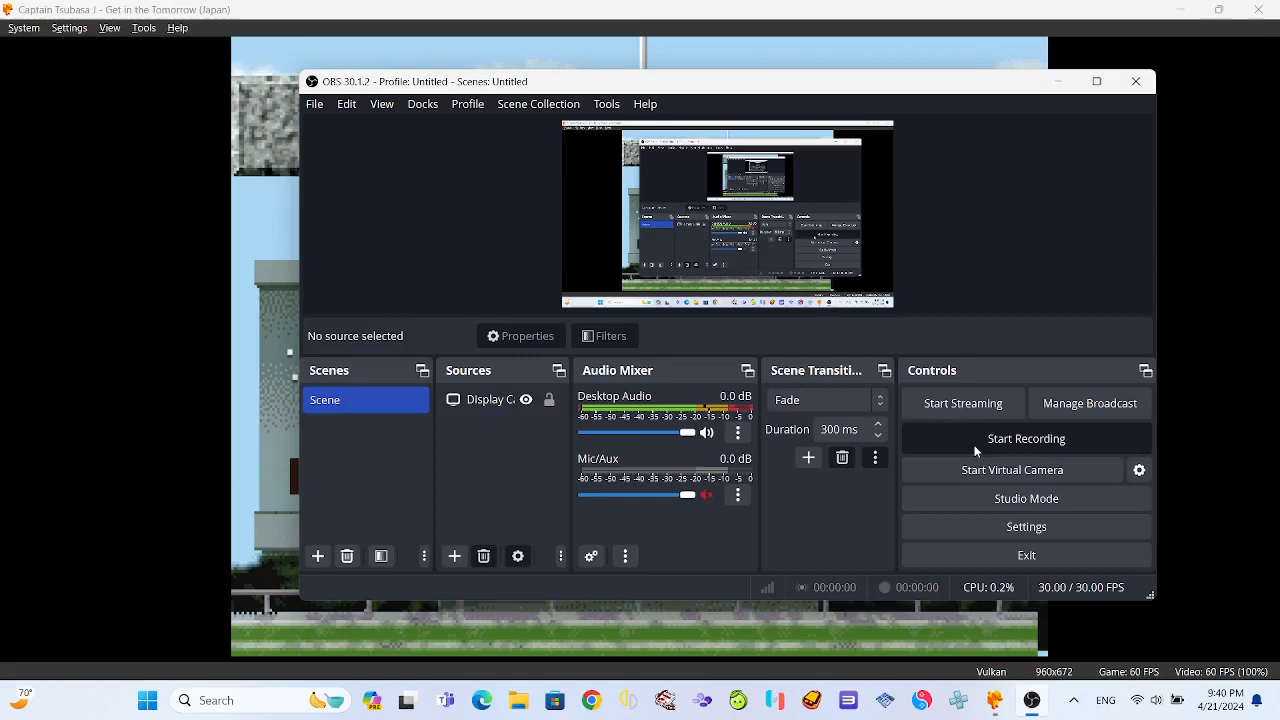 Captain Tsubasa J - Get in the Tomorrow (Japan)
System Settings View Tools Help
OBS 30.1.2 - Profile: Untitled - Scenes: Untitled
File Edit View Docks Profile Scene Collection Tools Help
No source selected Properties Filters
Scenes
Scene
Sources
Display Ca
Audio Mixer
Desktop Audio 0.0 dB
-60 -55 -50 -45 -40 -35 -30 -25 -20 -15 -10 -5 0
Mic/Aux 0.0 dB
-60 -55 -50 -45 -40 -35 -30 -25 -20 -15 -10 -5 0
Scene Transiti...
Fade
Duration 300 ms
Controls
Start Streaming Manage Broadcast
Start Recording
Start Virtual Camera
Studio Mode
Settings
Exit
00:00:00 00:00:00 CPU: 0.2% 30.00 / 30.00 FPS
Vulkan 960x672 Game: 60 FPS Video: 60 FPS (100%)
70° Search PRE ENG 9:40 PM
4/21/2024